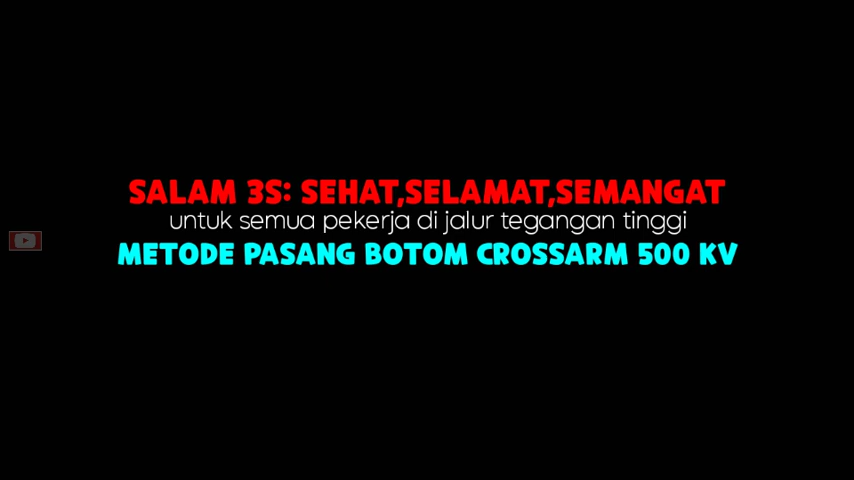 SALAM 3S: SEHAT,SELAMAT,SEMANGAT
untuk semua pekerja di jalur tegangan tinggi
METODE PASANG BOTOM CROSSARM 500 KV